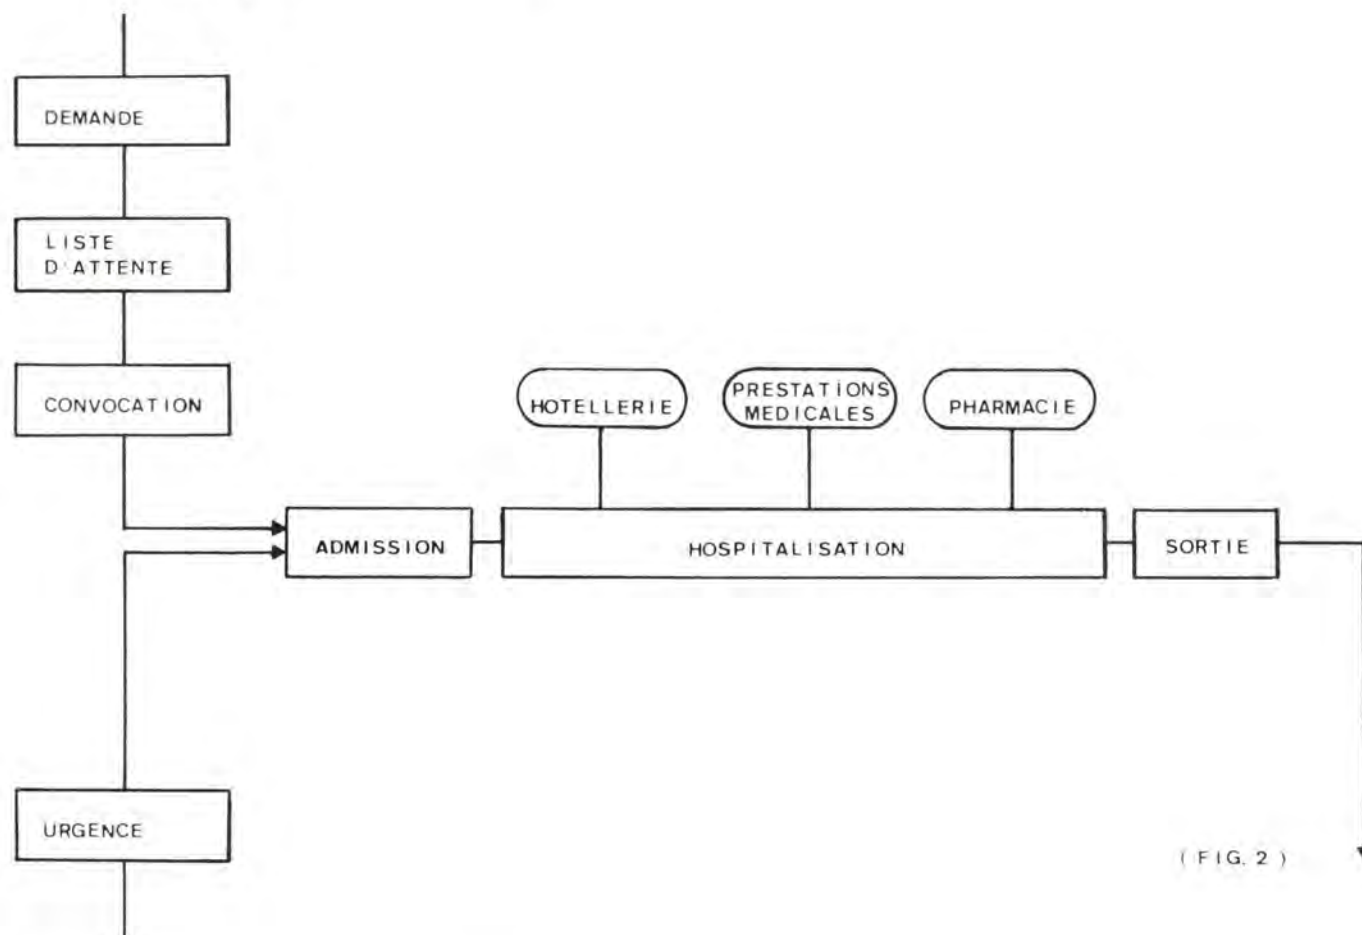 DEMANDE
LISTE
D'ATTENTE
CONVOCATION
HOTELLERIE
PRESTATIONS
MEDICALES
PHARMACIE
ADMISSION
HOSPITALISATION
SORTIE
URGENCE
( FIG. 2 )